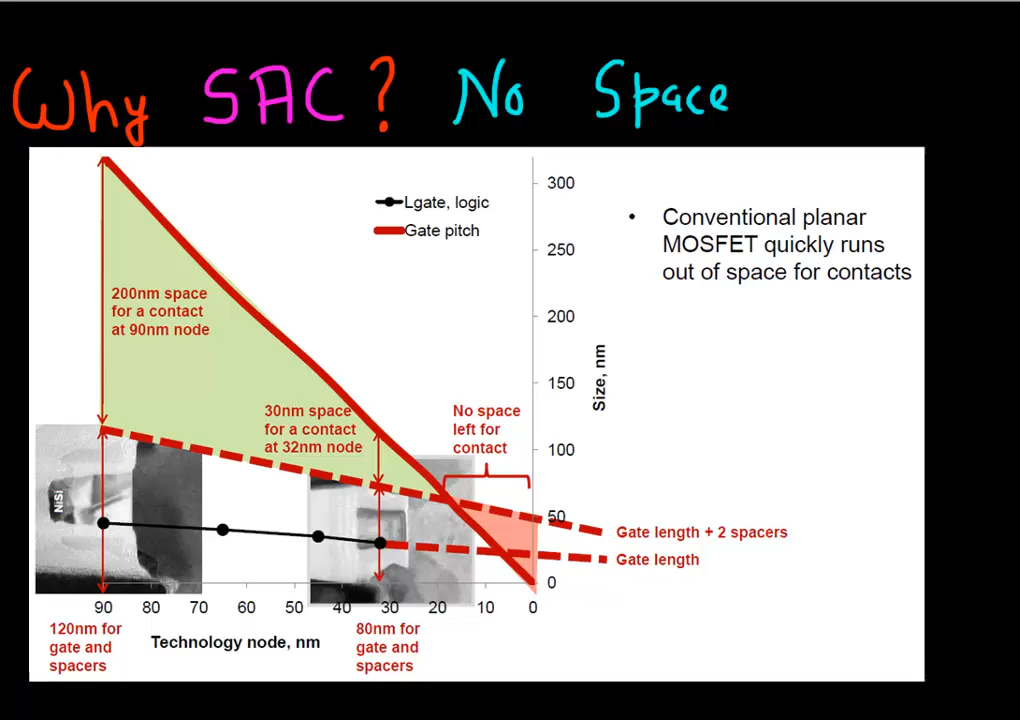 Why SAC? No Space
Lgate, logic
Gate pitch
300
250
200
150
100
50
0
Size, nm
• Conventional planar
MOSFET quickly runs
out of space for contacts
200nm space
for a contact
at 90nm node
30nm space
for a contact
at 32nm node
No space
left for
contact
NiSi
Gate length + 2 spacers
Gate length
90 80 70 60 50 40 30 20 10 0
Technology node, nm
120nm for
gate and
spacers
80nm for
gate and
spacers